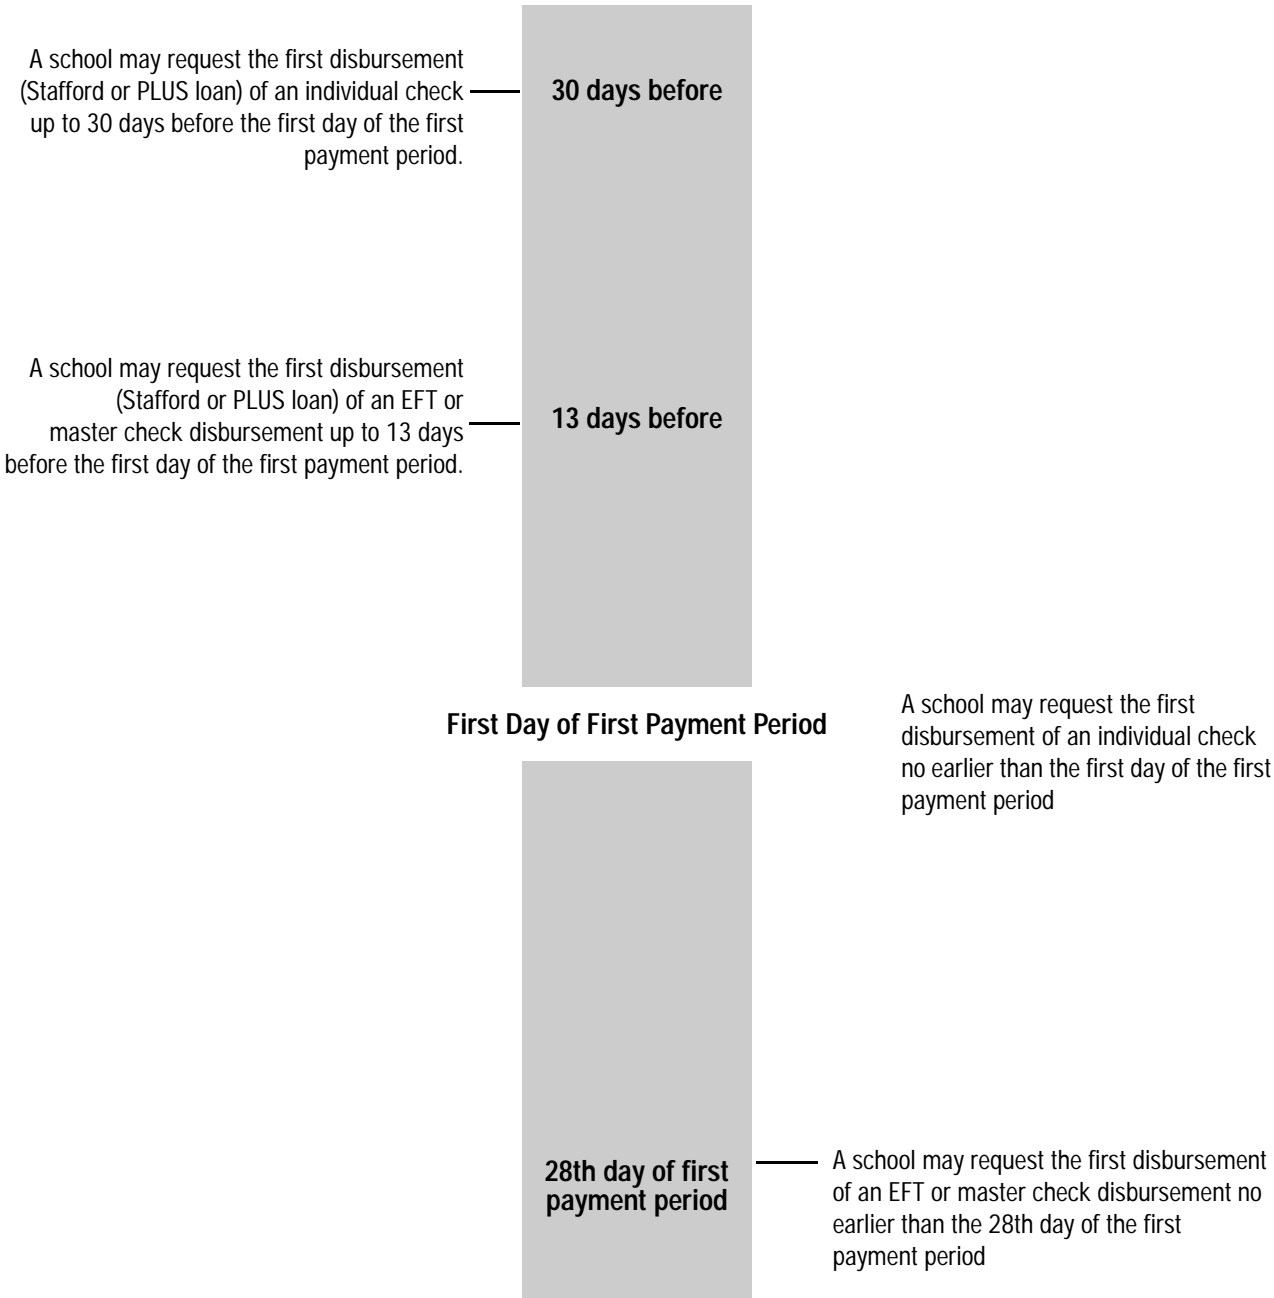 A school may request the first disbursement
(Stafford or PLUS loan) of an individual check
up to 30 days before the first day of the first
payment period.
30 days before
A school may request the first disbursement
(Stafford or PLUS loan) of an EFT or
master check disbursement up to 13 days
before the first day of the first payment period.
13 days before
First Day of First Payment Period
A school may request the first
disbursement of an individual check
no earlier than the first day of the first
payment period
28th day of first
payment period
A school may request the first disbursement
of an EFT or master check disbursement no
earlier than the 28th day of the first
payment period